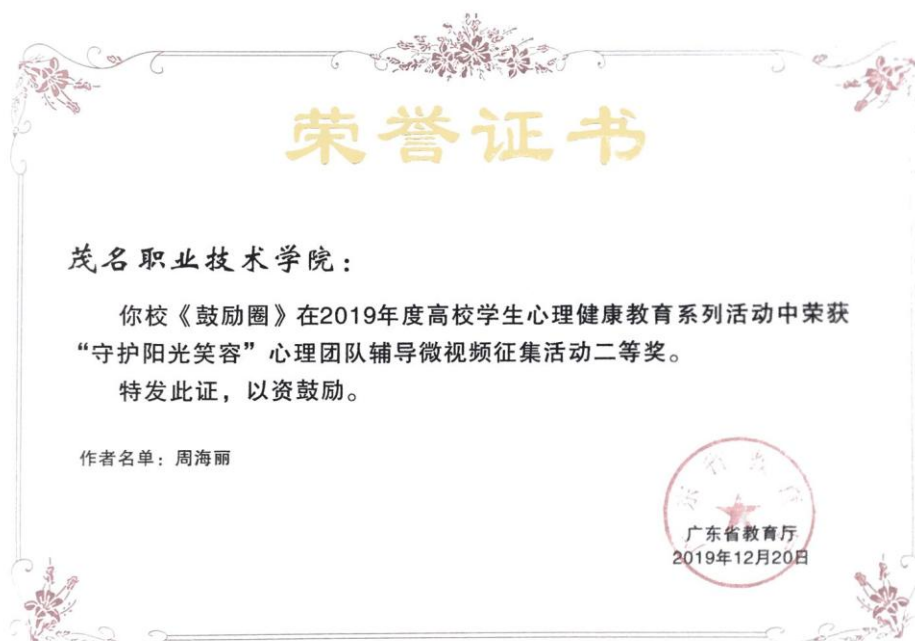 荣誉证书
茂名职业技术学院：
你校《鼓励圈》在2019年度高校学生心理健康教育系列活动中荣获
“守护阳光笑容”心理团队辅导微视频征集活动二等奖。
特发此证，以资鼓励。
作者名单：周海丽
广东省教育厅
2019年12月20日